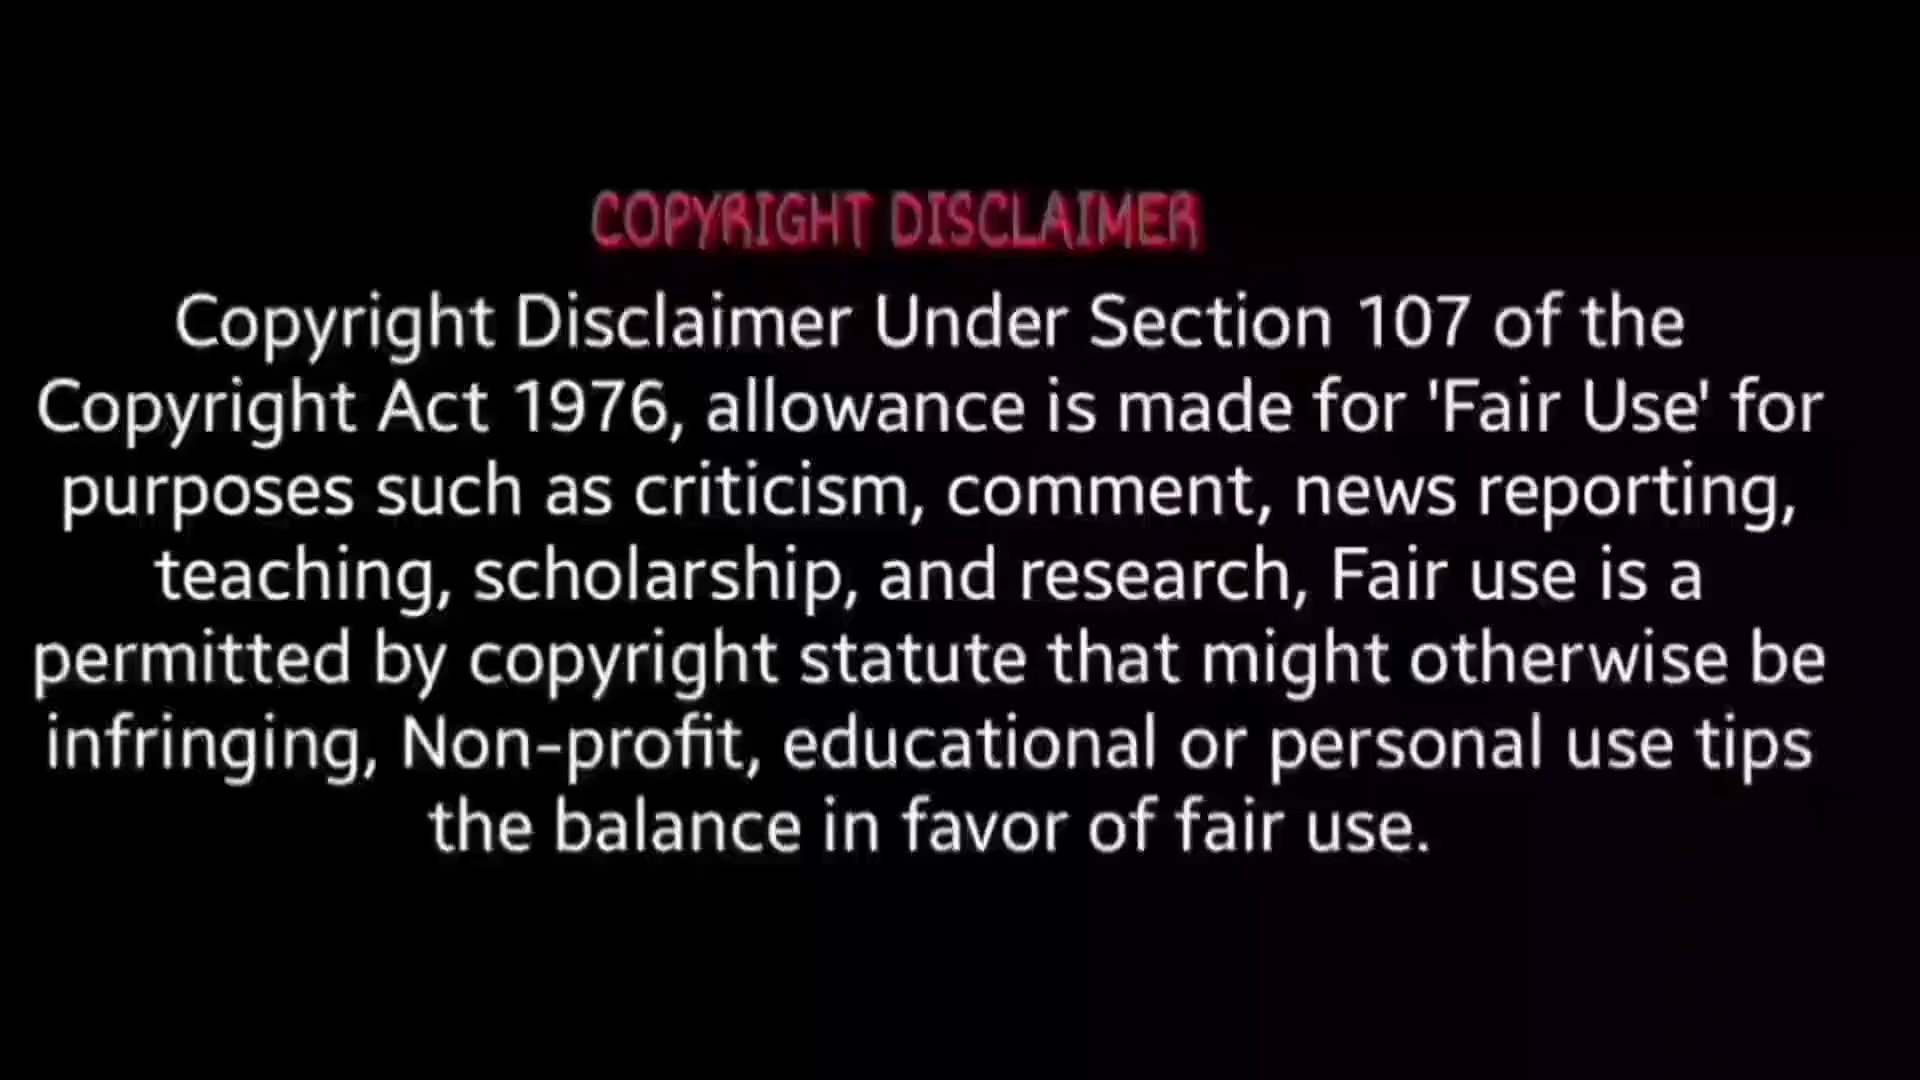 COPYRIGHT DISCLAIMER
Copyright Disclaimer Under Section 107 of the
Copyright Act 1976, allowance is made for 'Fair Use' for
purposes such as criticism, comment, news reporting,
teaching, scholarship, and research, Fair use is a
permitted by copyright statute that might otherwise be
infringing, Non-profit, educational or personal use tips
the balance in favor of fair use.